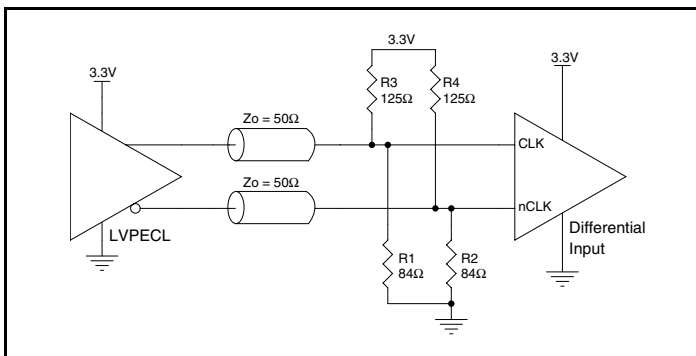 3.3V
3.3V
3.3V
R3
125Ω
R4
125Ω
Zo = 50Ω
CLK
Zo = 50Ω
nCLK
LVPECL
Differential
Input
R1
84Ω
R2
84Ω